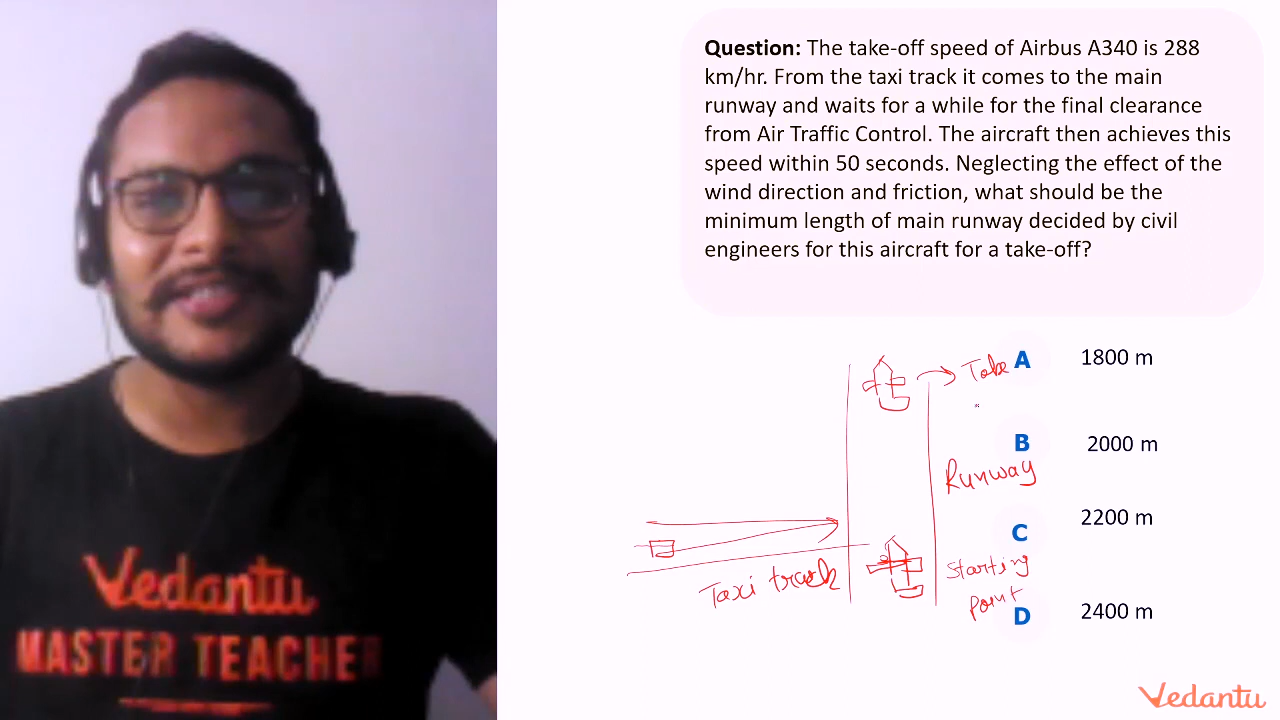 Question: The take-off speed of Airbus A340 is 288
km/hr. From the taxi track it comes to the main
runway and waits for a while for the final clearance
from Air Traffic Control. The aircraft then achieves this
speed within 50 seconds. Neglecting the effect of the
wind direction and friction, what should be the
minimum length of main runway decided by civil
engineers for this aircraft for a take-off?
Take
A 1800 m
B 2000 m
Runway
C 2200 m
Starting
point
Taxi track
D 2400 m
Vedantu
MASTER TEACHER
Vedantu